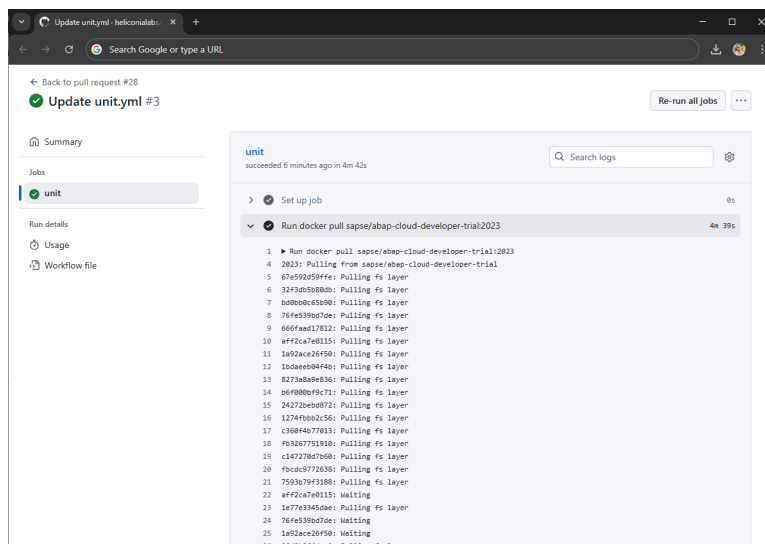 Update unit.yml · heliconialabs/
Search Google or type a URL
← Back to pull request #28
Update unit.yml #3
Re-run all jobs
Summary
Jobs
unit
Run details
Usage
Workflow file
unit
succeeded 6 minutes ago in 4m 42s
Search logs
Set up job 0s
Run docker pull sapse/abap-cloud-developer-trial:2023 4m 39s
1 ▶ Run docker pull sapse/abap-cloud-developer-trial:2023
4 2023: Pulling from sapse/abap-cloud-developer-trial
5 67e592d59ffe: Pulling fs layer
6 32f3db5b80db: Pulling fs layer
7 bd0bb0c65b90: Pulling fs layer
8 76fe539bd7de: Pulling fs layer
9 666faad17812: Pulling fs layer
10 aff2ca7e0115: Pulling fs layer
11 1a92ace26f50: Pulling fs layer
12 1bdaeeb04f4b: Pulling fs layer
13 8273a8a9e836: Pulling fs layer
14 b6f000bf9c71: Pulling fs layer
15 24272bebd872: Pulling fs layer
16 1274fbbb2c56: Pulling fs layer
17 c360f4b77013: Pulling fs layer
18 fb3267751910: Pulling fs layer
19 c147270d7b60: Pulling fs layer
20 fbcdc9772638: Pulling fs layer
21 7593b79f3188: Pulling fs layer
22 aff2ca7e0115: Waiting
23 1e77e3345dae: Pulling fs layer
24 76fe539bd7de: Waiting
25 1a92ace26f50: Waiting